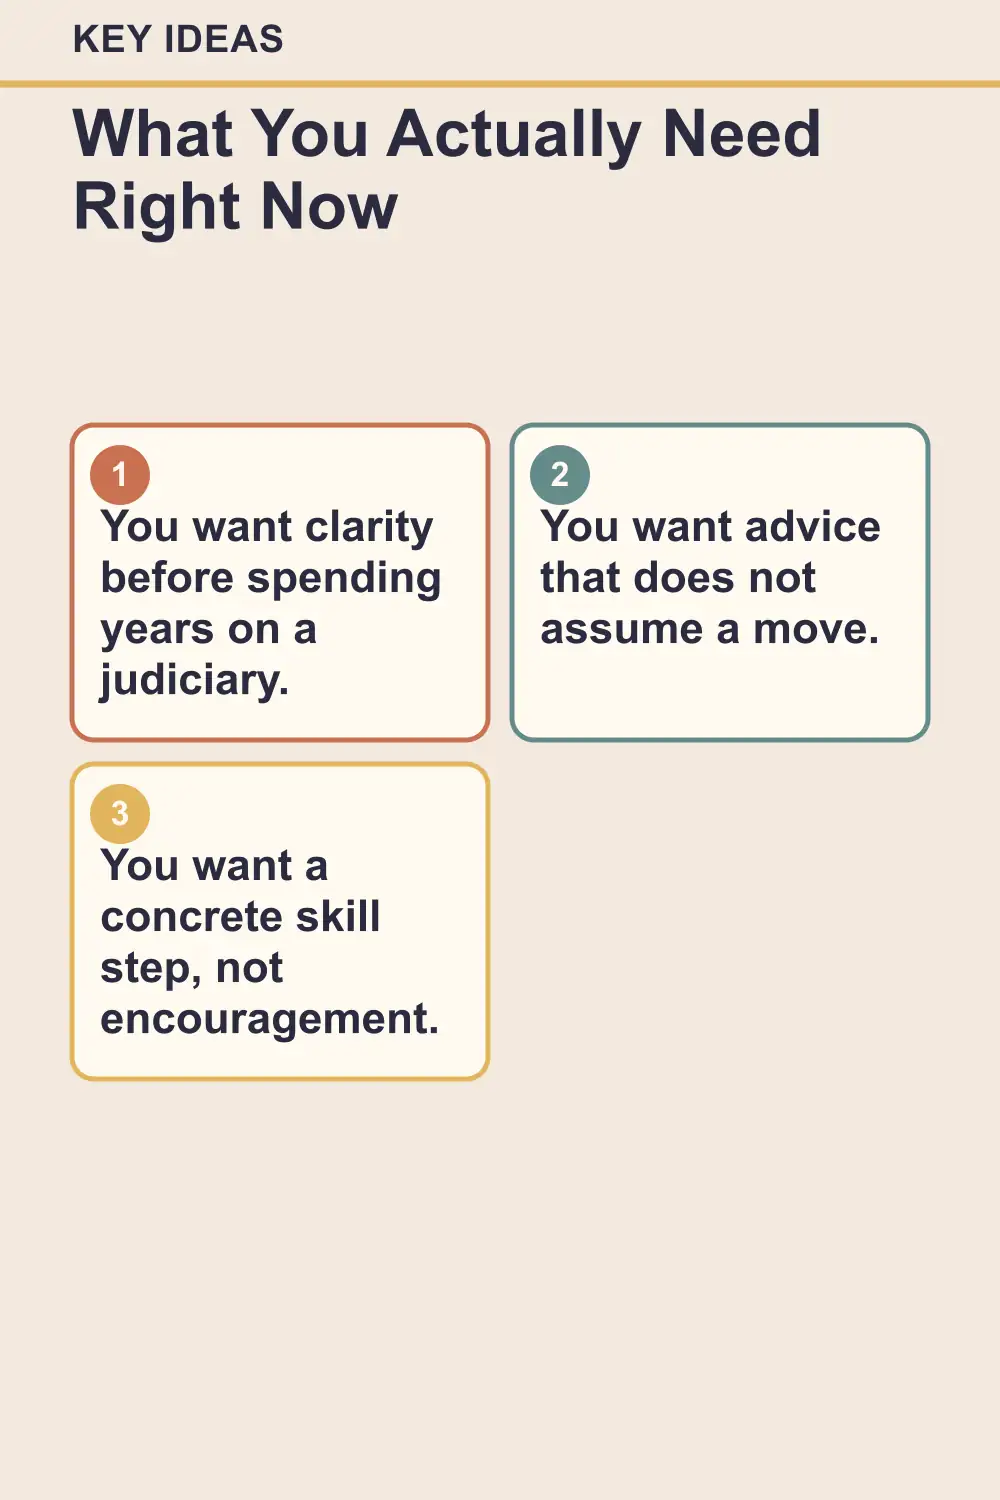 KEY IDEAS
What You Actually Need
Right Now
1
You want clarity
before spending
years on a
judiciary.
2
You want advice
that does not
assume a move.
3
You want a
concrete skill
step, not
encouragement.